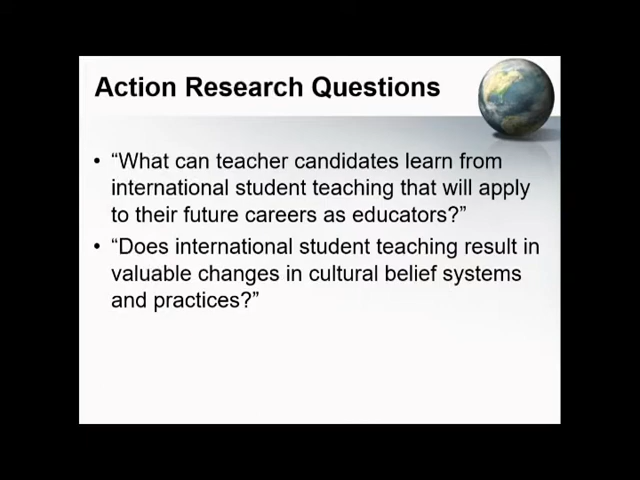 Action Research Questions
• “What can teacher candidates learn from
international student teaching that will apply
to their future careers as educators?”
• “Does international student teaching result in
valuable changes in cultural belief systems
and practices?”